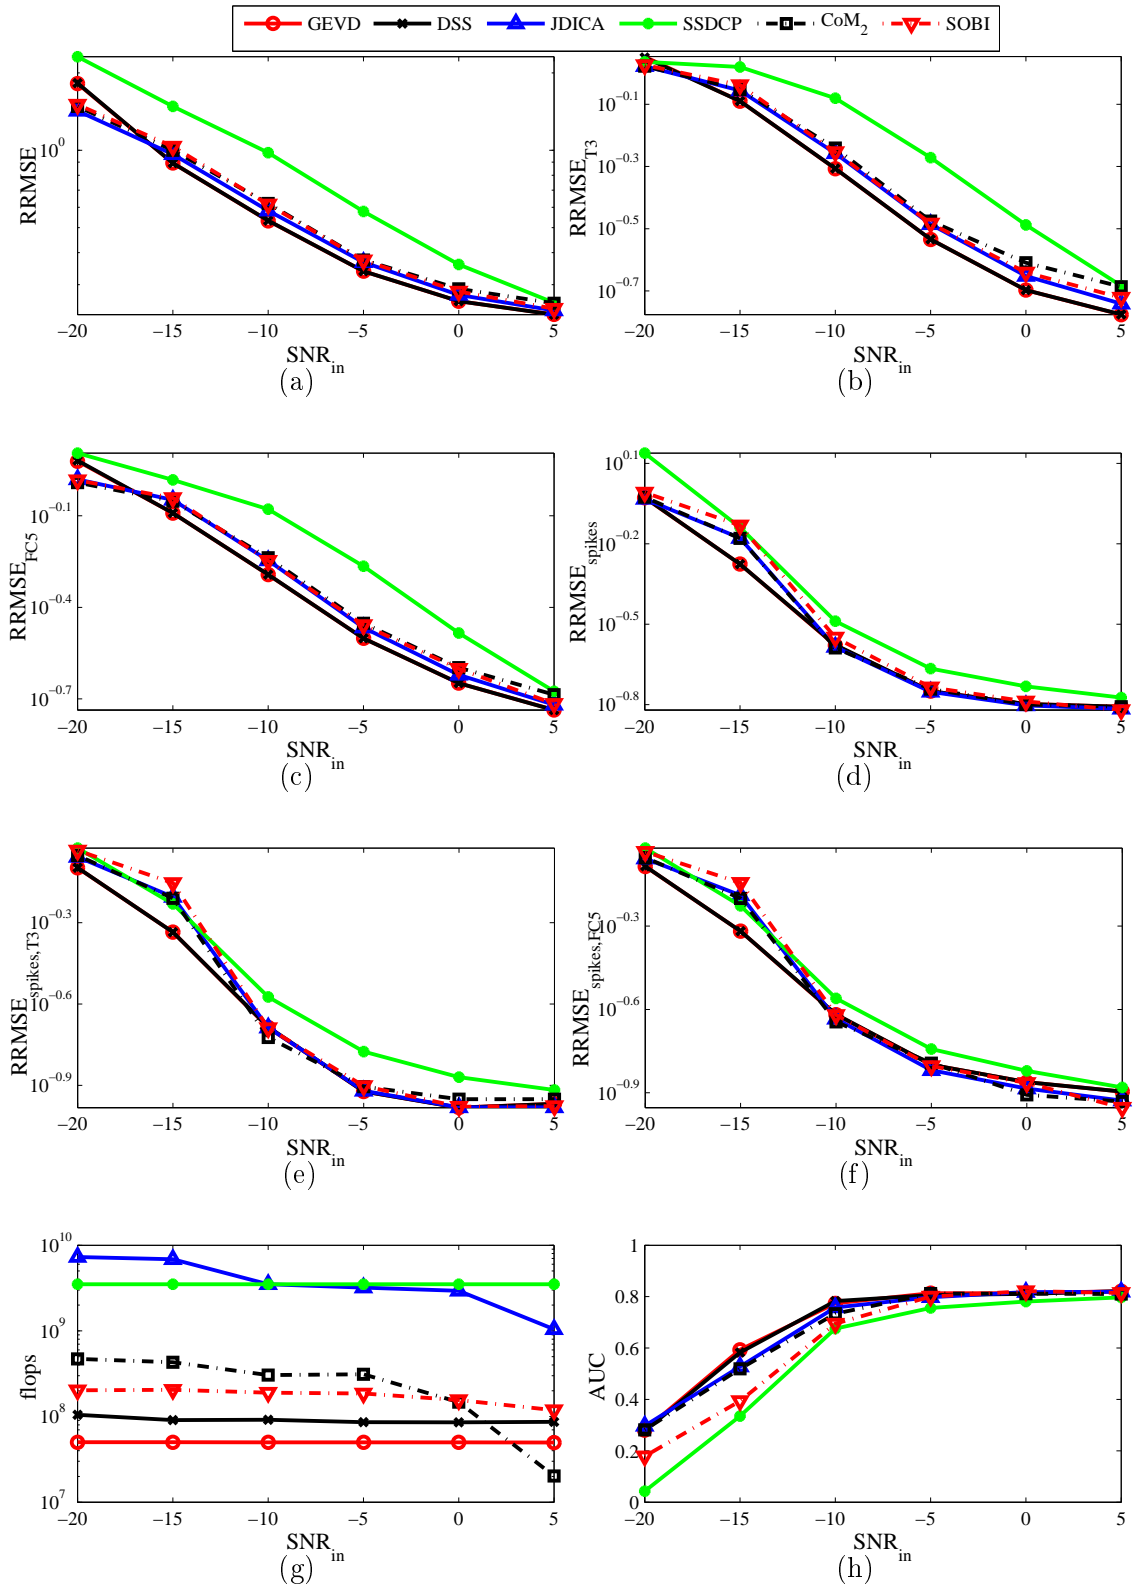 GEVD DSS JDICA SSDCP CoM2 SOBI
RRMSE
10^0
−20 −15 −10 −5 0 5
SNRin
(a)
RRMSET3
10^−0.1
10^−0.3
10^−0.5
10^−0.7
−20 −15 −10 −5 0 5
SNRin
(b)
RRMSEFC5
10^−0.1
10^−0.4
10^−0.7
−20 −15 −10 −5 0 5
SNRin
(c)
RRMSEspikes
10^0.1
10^−0.2
10^−0.5
10^−0.8
−20 −15 −10 −5 0 5
SNRin
(d)
RRMSEspikes,T3
10^−0.3
10^−0.6
10^−0.9
−20 −15 −10 −5 0 5
SNRin
(e)
RRMSEspikes,FC5
10^−0.3
10^−0.6
10^−0.9
−20 −15 −10 −5 0 5
SNRin
(f)
flops
10^10
10^9
10^8
10^7
−20 −15 −10 −5 0 5
SNRin
(g)
AUC
1
0.8
0.6
0.4
0.2
0
−20 −15 −10 −5 0 5
SNRin
(h)